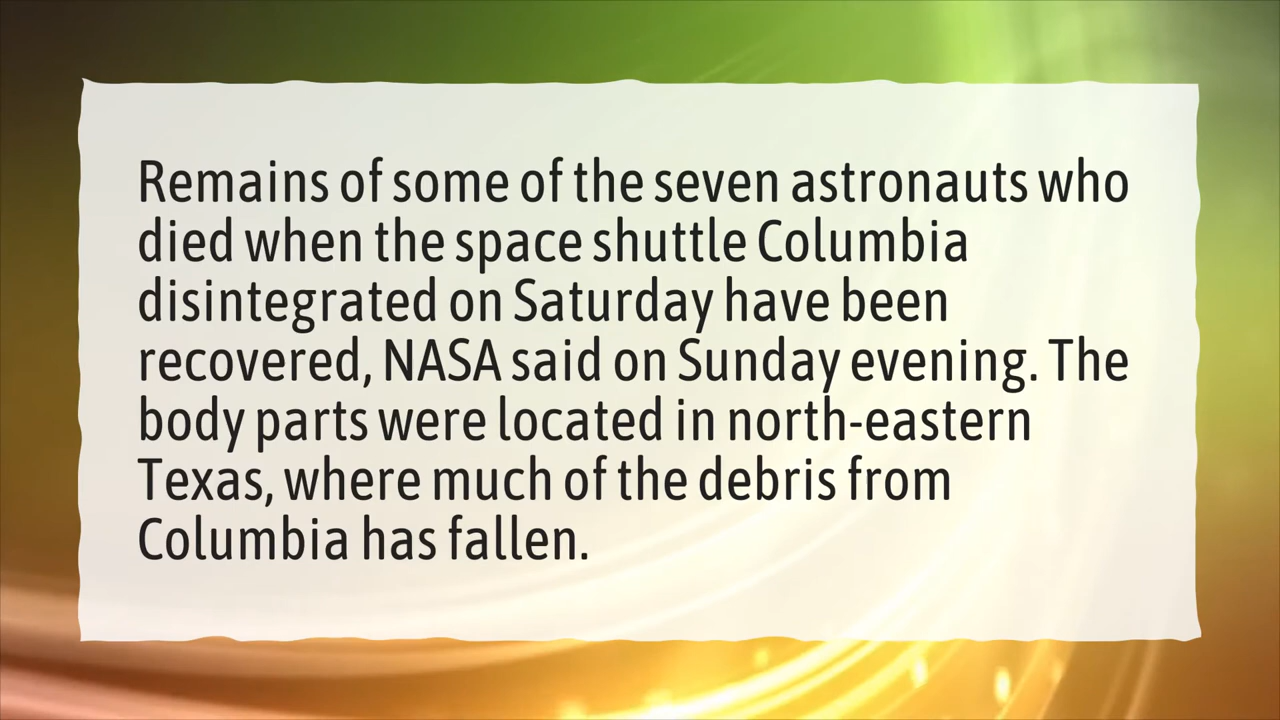 Remains of some of the seven astronauts who
died when the space shuttle Columbia
disintegrated on Saturday have been
recovered, NASA said on Sunday evening. The
body parts were located in north-eastern
Texas, where much of the debris from
Columbia has fallen.